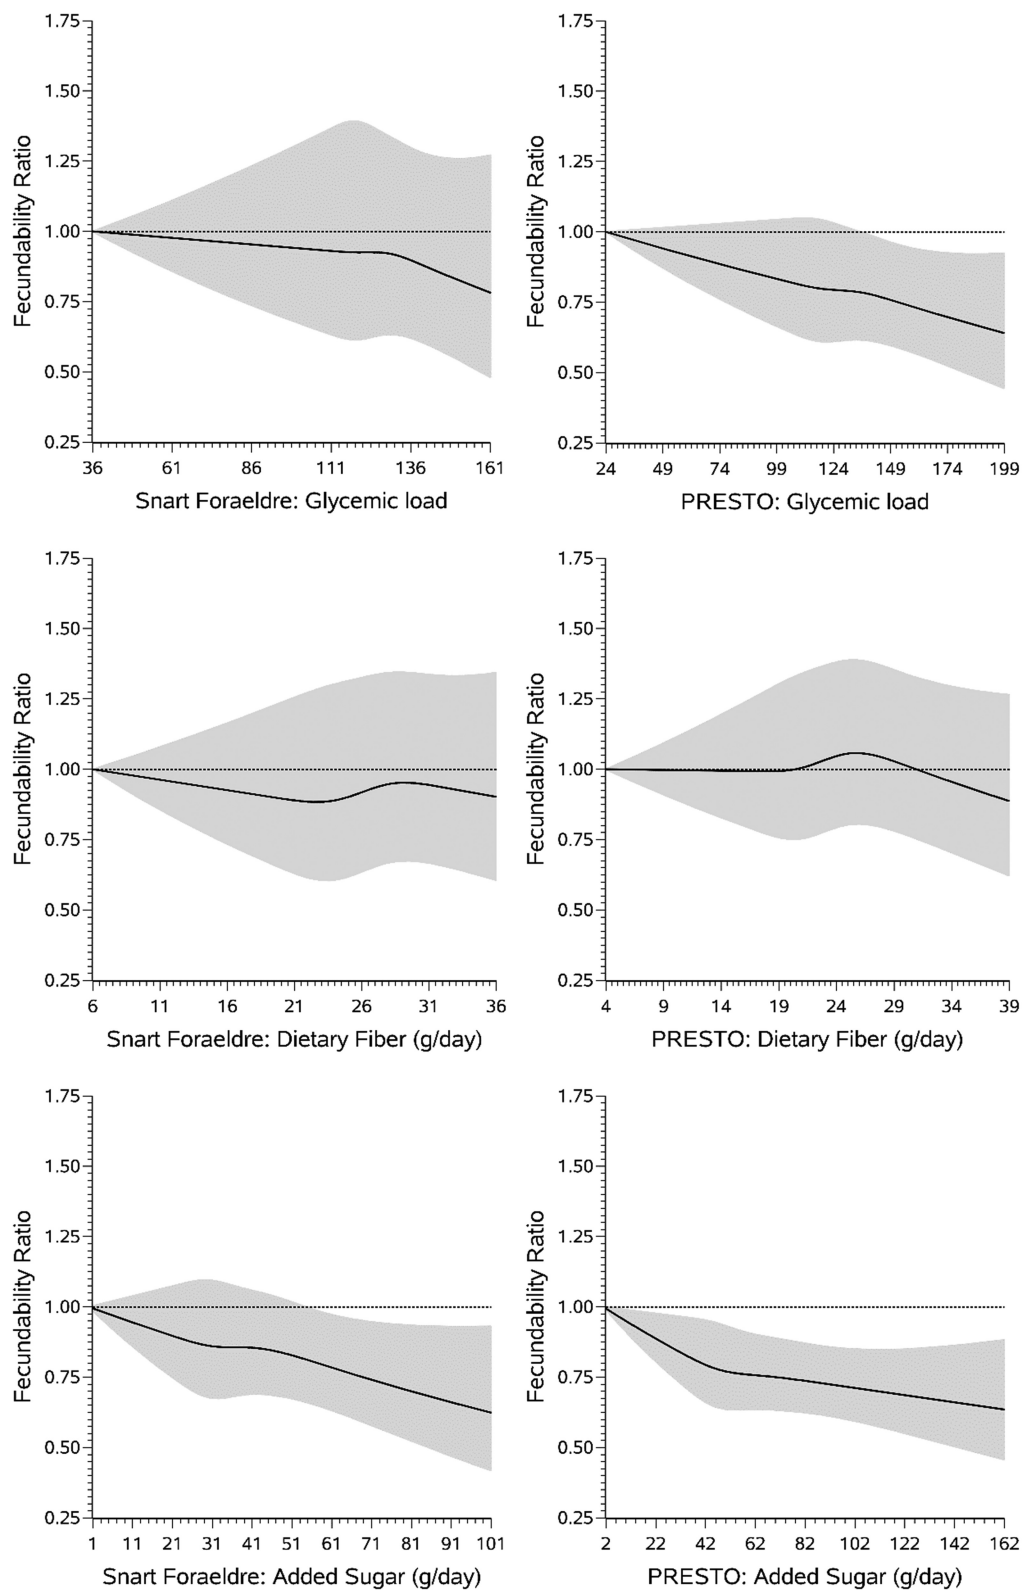 1.75
1.50
1.25
1.00
0.75
0.50
0.25
Fecundability Ratio
36 61 86 111 136 161
Snart Foraeldre: Glycemic load
1.75
1.50
1.25
1.00
0.75
0.50
0.25
Fecundability Ratio
24 49 74 99 124 149 174 199
PRESTO: Glycemic load
1.75
1.50
1.25
1.00
0.75
0.50
0.25
Fecundability Ratio
6 11 16 21 26 31 36
Snart Foraeldre: Dietary Fiber (g/day)
1.75
1.50
1.25
1.00
0.75
0.50
0.25
Fecundability Ratio
4 9 14 19 24 29 34 39
PRESTO: Dietary Fiber (g/day)
1.75
1.50
1.25
1.00
0.75
0.50
0.25
Fecundability Ratio
1 11 21 31 41 51 61 71 81 91 101
Snart Foraeldre: Added Sugar (g/day)
1.75
1.50
1.25
1.00
0.75
0.50
0.25
Fecundability Ratio
2 22 42 62 82 102 122 142 162
PRESTO: Added Sugar (g/day)